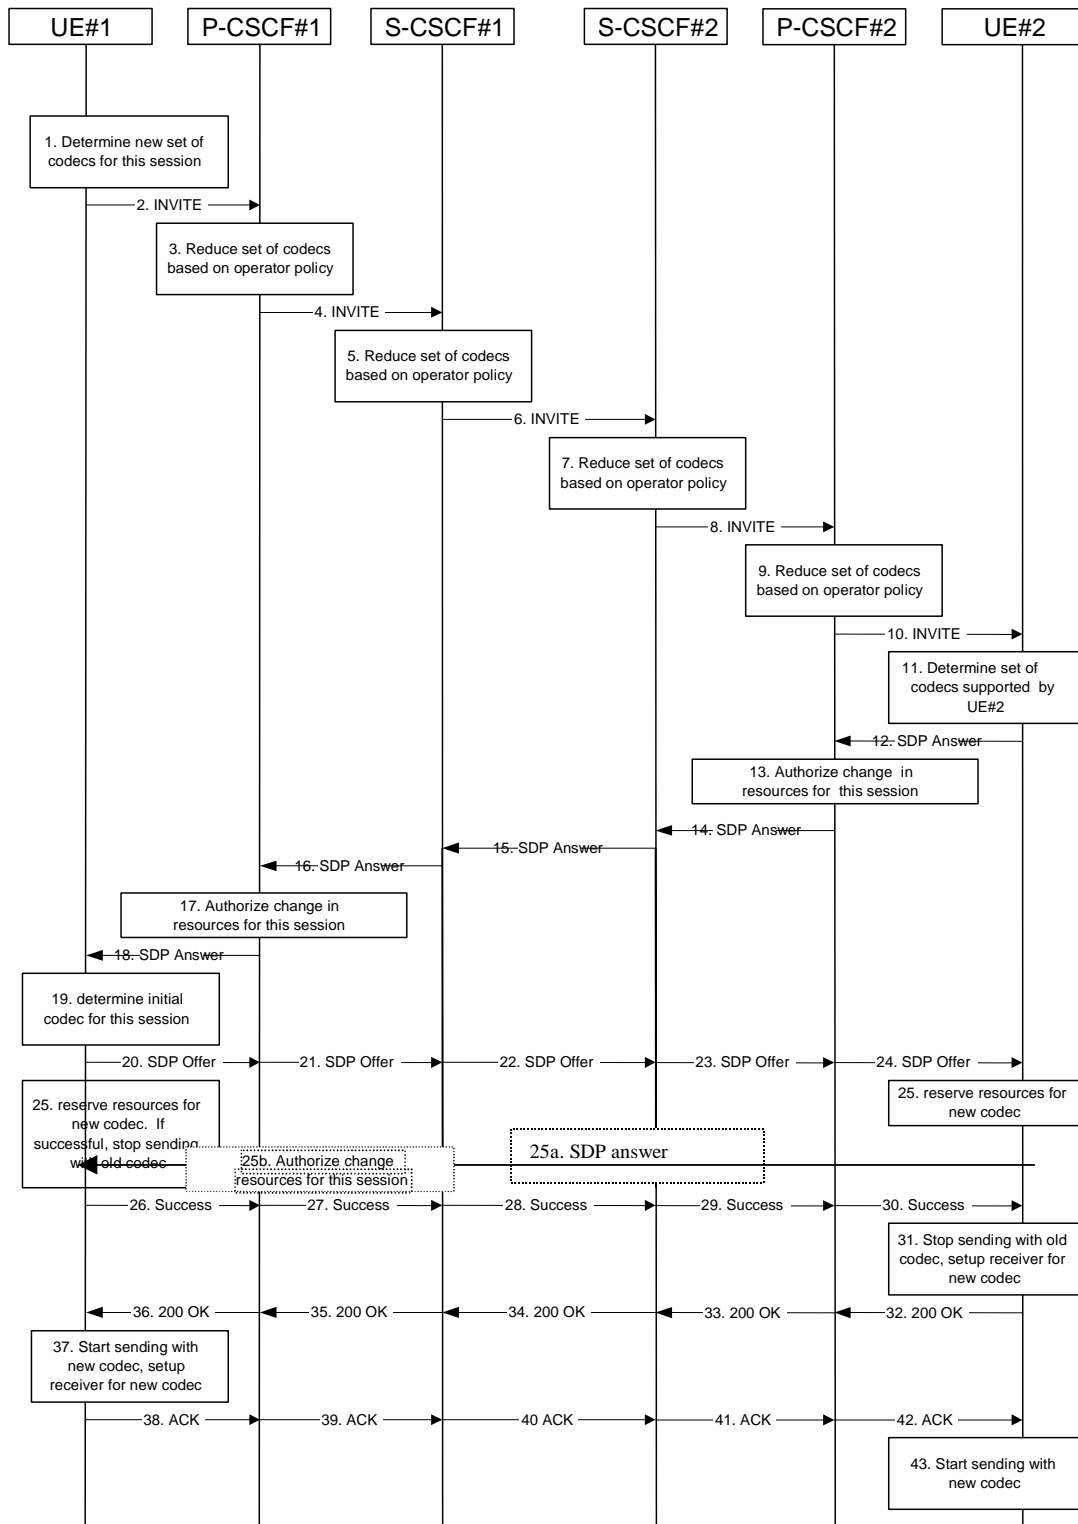 UE#1 P-CSCF#1 S-CSCF#1 S-CSCF#2 P-CSCF#2 UE#2
1. Determine new set of
codecs for this session
2. INVITE
3. Reduce set of codecs
based on operator policy
4. INVITE
5. Reduce set of codecs
based on operator policy
6. INVITE
7. Reduce set of codecs
based on operator policy
8. INVITE
9. Reduce set of codecs
based on operator policy
10. INVITE
11. Determine set of
codecs supported by
UE#2
12. SDP Answer
13. Authorize change in
resources for this session
14. SDP Answer
15. SDP Answer
16. SDP Answer
17. Authorize change in
resources for this session
18. SDP Answer
19. determine initial
codec for this session
20. SDP Offer 21. SDP Offer 22. SDP Offer 23. SDP Offer 24. SDP Offer
25. reserve resources for
new codec. If
successful, stop sending
with old codec
25. reserve resources for
new codec
25a. SDP answer
25b. Authorize change
resources for this session
26. Success 27. Success 28. Success 29. Success 30. Success
31. Stop sending with old
codec, setup receiver for
new codec
36. 200 OK 35. 200 OK 34. 200 OK 33. 200 OK 32. 200 OK
37. Start sending with
new codec, setup
receiver for new codec
38. ACK 39. ACK 40 ACK 41. ACK 42. ACK
43. Start sending with
new codec